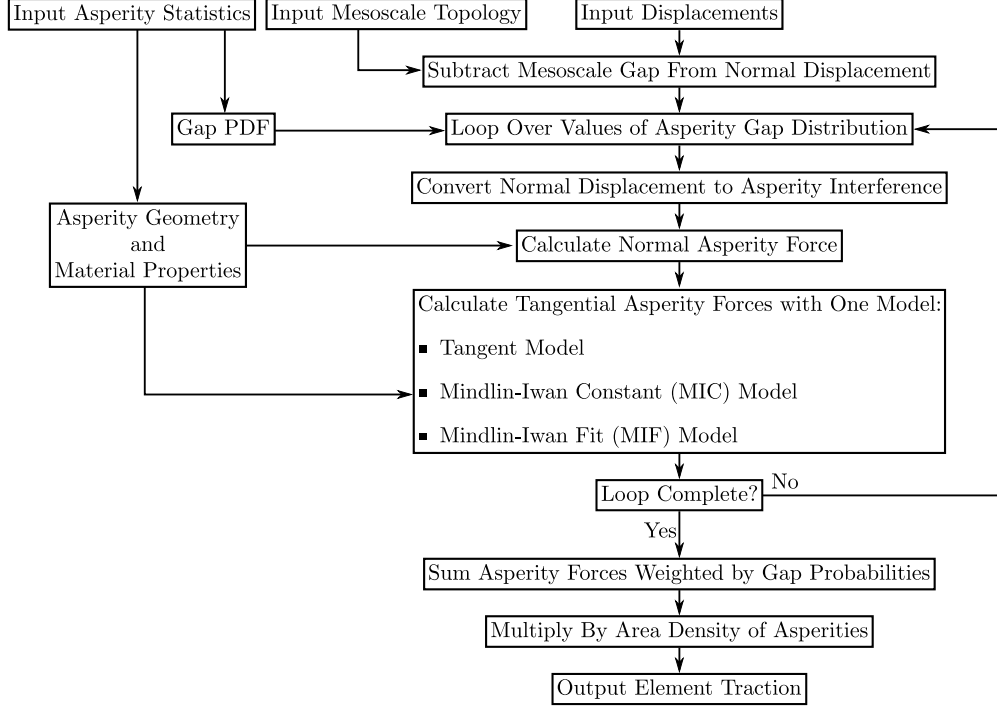 Input Asperity Statistics
Input Mesoscale Topology
Input Displacements
Subtract Mesoscale Gap From Normal Displacement
Gap PDF
Loop Over Values of Asperity Gap Distribution
Convert Normal Displacement to Asperity Interference
Asperity Geometry
and
Material Properties
Calculate Normal Asperity Force
Calculate Tangential Asperity Forces with One Model:
▪ Tangent Model
▪ Mindlin-Iwan Constant (MIC) Model
▪ Mindlin-Iwan Fit (MIF) Model
Loop Complete?
No
Yes
Sum Asperity Forces Weighted by Gap Probabilities
Multiply By Area Density of Asperities
Output Element Traction